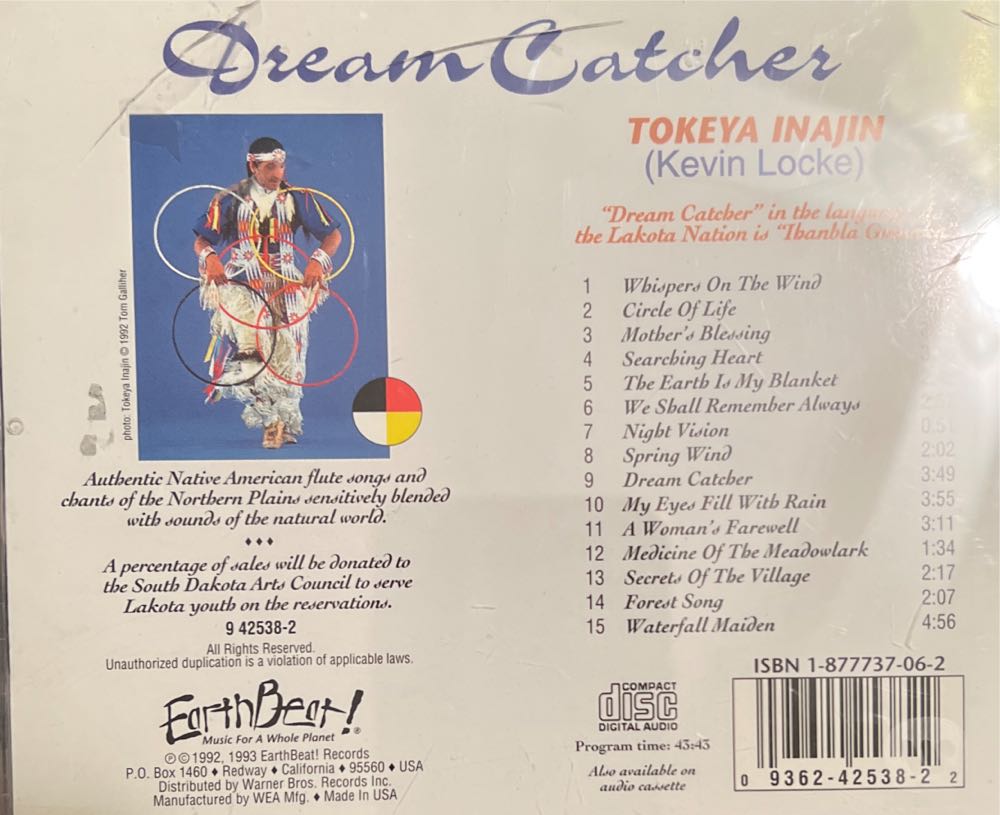 Dream Catcher
TOKEYA INAJIN
(Kevin Locke)
"Dream Catcher" in the
the Lakota Nation is "Ihanblá
1 Whispers On The Wind
2 Circle Of Life
3 Mother's Blessing
4 Searching Heart
5 The Earth Is My Blanket
6 We Shall Remember Always
7 Night Vision
8 Spring Wind 2:02
9 Dream Catcher 3:49
10 My Eyes Fill With Rain 3:55
11 A Woman's Farewell 3:11
12 Medicine Of The Meadowlark 1:34
13 Secrets Of The Village 2:17
14 Forest Song 2:07
15 Waterfall Maiden 4:56
photo: Tokeya Inajin © 1992 Tom Galliher
Authentic Native American flute songs and
chants of the Northern Plains sensitively blended
with sounds of the natural world.
♦♦♦
A percentage of sales will be donated to
the South Dakota Arts Council to serve
Lakota youth on the reservations.
9 42538-2
All Rights Reserved.
Unauthorized duplication is a violation of applicable laws.
EarthBeat!®
Music For A Whole Planet
℗©1992, 1993 EarthBeat! Records
P.O. Box 1460 ♦ Redway ♦ California ♦ 95560 ♦ USA
Distributed by Warner Bros. Records Inc.
Manufactured by WEA Mfg. ♦ Made In USA
COMPACT
disc
DIGITAL AUDIO
Program time: 43:43
Also available on
audio cassette
ISBN 1-877737-06-2
0 9362-42538-2 2